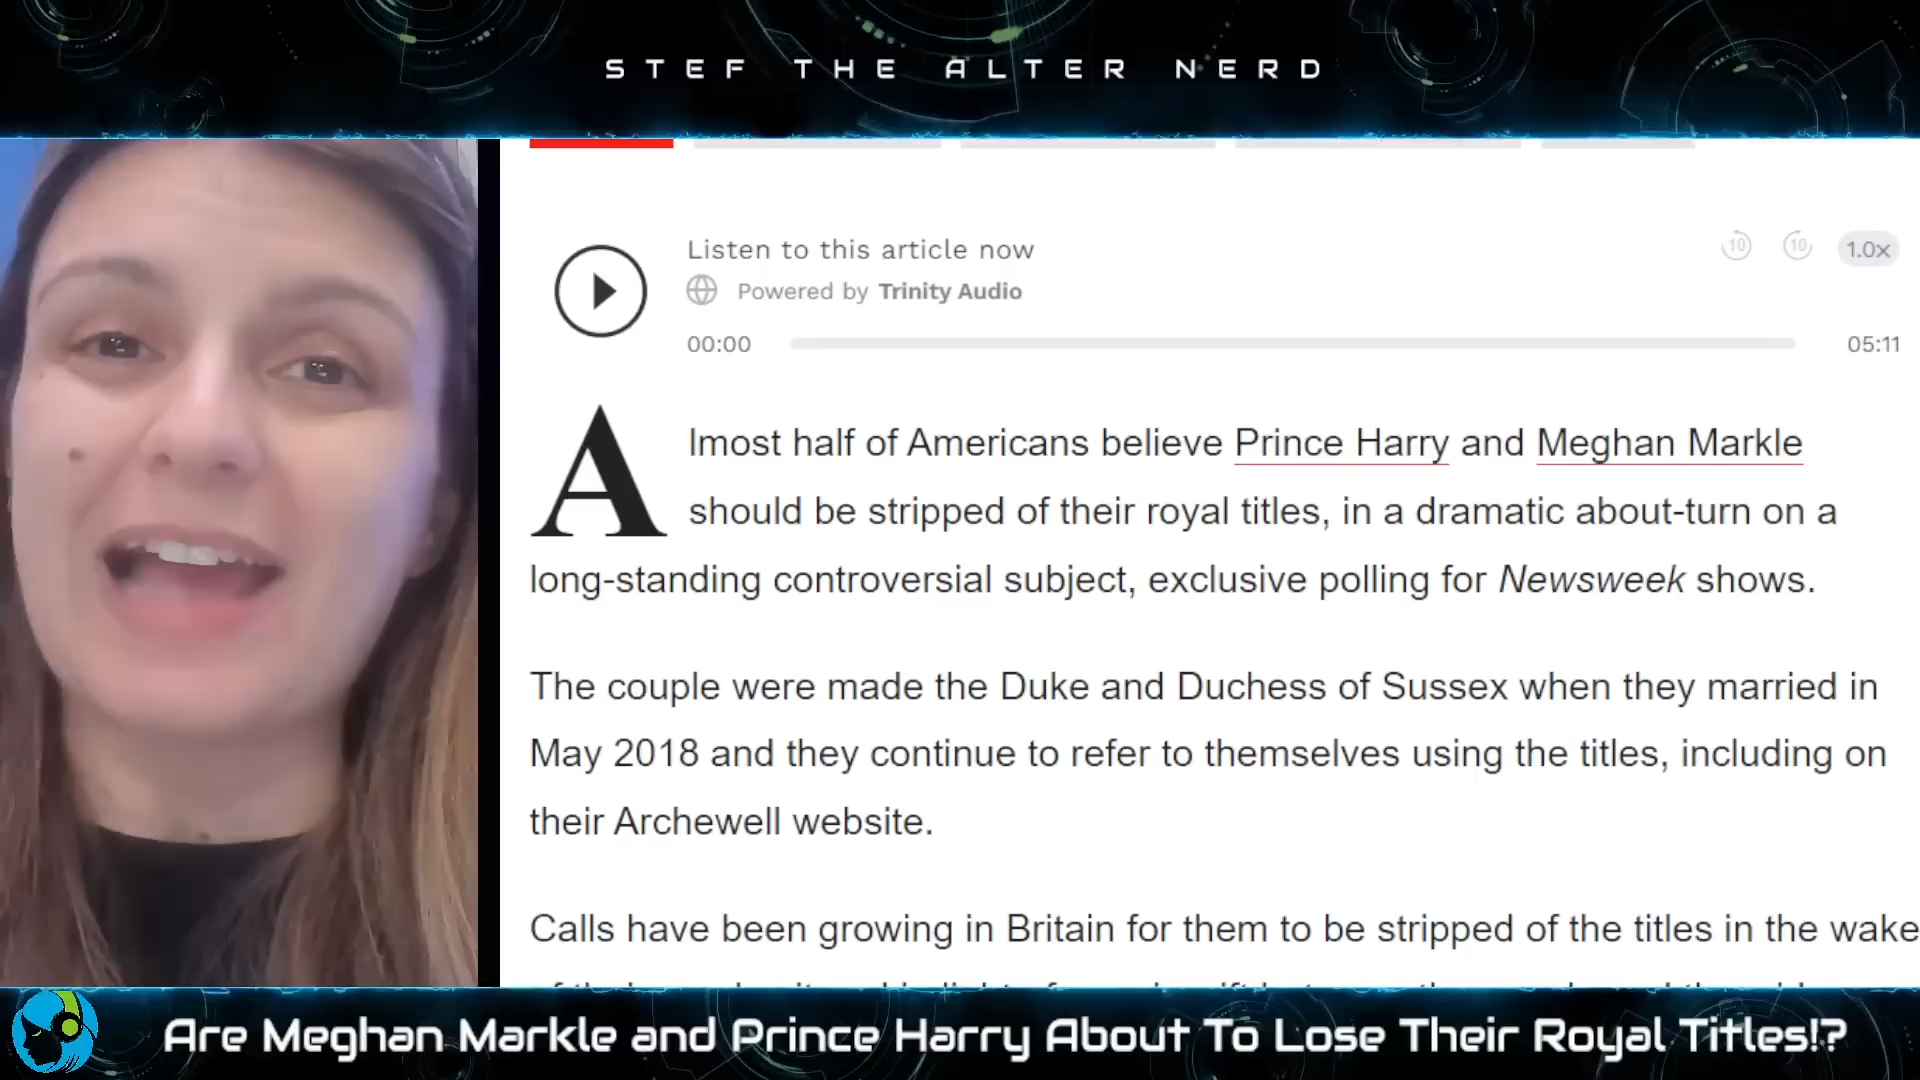 STEF THE ALTER NERD
Listen to this article now
10
10
1.0x
Powered by Trinity Audio
00:00
05:11
Almost half of Americans believe Prince Harry and Meghan Markle
should be stripped of their royal titles, in a dramatic about-turn on a
long-standing controversial subject, exclusive polling for Newsweek shows.
The couple were made the Duke and Duchess of Sussex when they married in
May 2018 and they continue to refer to themselves using the titles, including on
their Archewell website.
Calls have been growing in Britain for them to be stripped of the titles in the wake
Are Meghan Markle and Prince Harry About To Lose Their Royal Titles!?